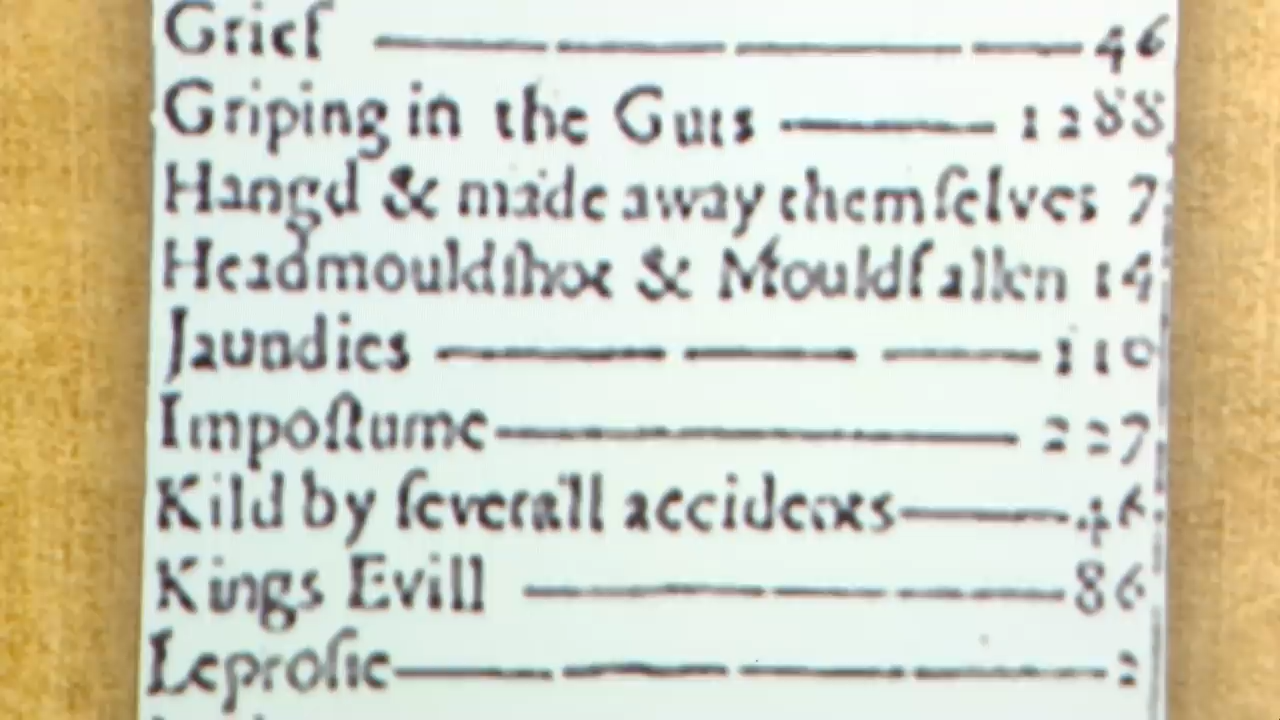 Grief 46
Griping in the Guts 1288
Hangd & made away themſelves 7
Headmouldſhot & Mouldfallen 14
Jaundies 110
Impoſtume 227
Kild by ſeverall accidents 46
Kings Evill 86
Leproſie 2